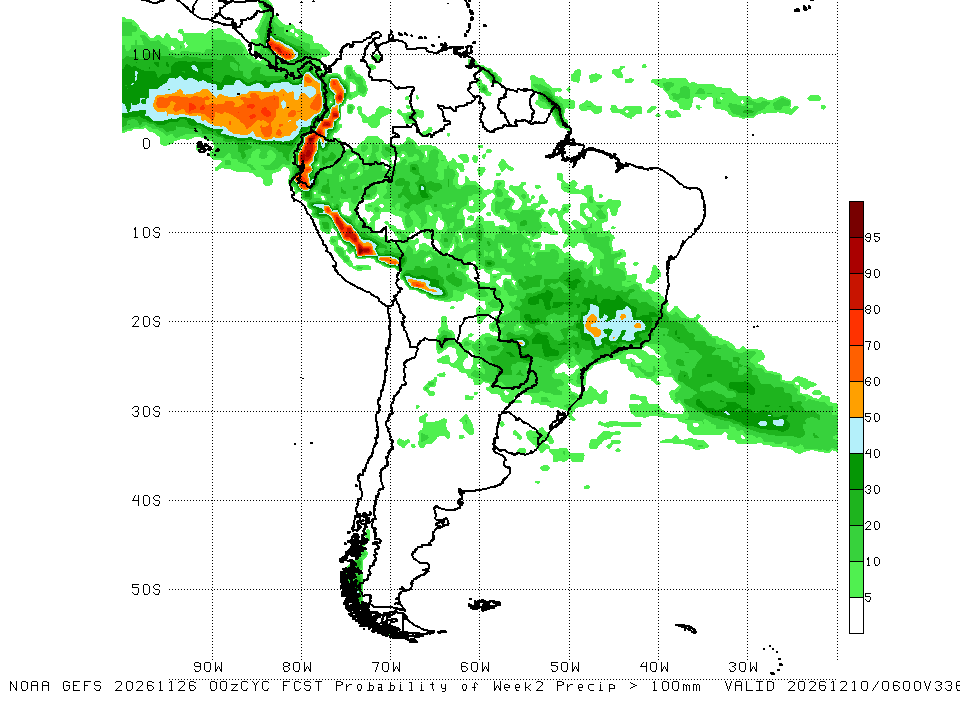 10N
0
10S
20S
30S
40S
50S
90W
80W
70W
60W
50W
40W
30W
95
90
80
70
60
50
40
30
20
10
5
NOAA GEFS 20261126 00zCYC FCST Probability of Week2 Precip > 100mm VALID 20261210/0600V336